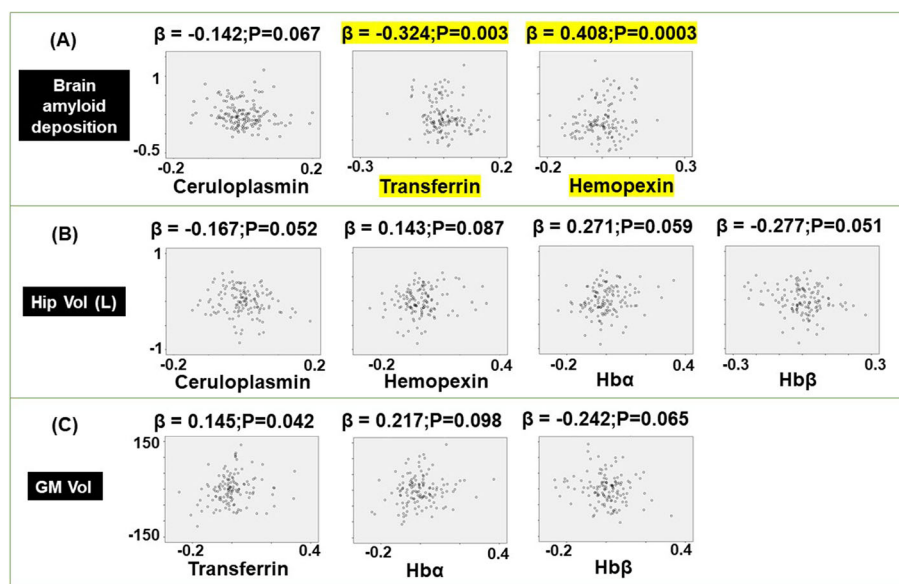 (A)
β = -0.142;P=0.067
β = -0.324;P=0.003
β = 0.408;P=0.0003
Brain
amyloid
deposition
1
-0.5
-0.2
0.2
-0.3
0.2
-0.2
0.3
Ceruloplasmin
Transferrin
Hemopexin
(B)
β = -0.167;P=0.052
β = 0.143;P=0.087
β = 0.271;P=0.059
β = -0.277;P=0.051
Hip Vol (L)
1
-1
-0.2
0.2
-0.2
0.4
-0.2
0.4
-0.3
0.3
Ceruloplasmin
Hemopexin
Hbα
Hbβ
(C)
β = 0.145;P=0.042
β = 0.217;P=0.098
β = -0.242;P=0.065
GM Vol
150
-150
-0.2
0.4
-0.2
0.4
-0.2
0.4
Transferrin
Hbα
Hbβ